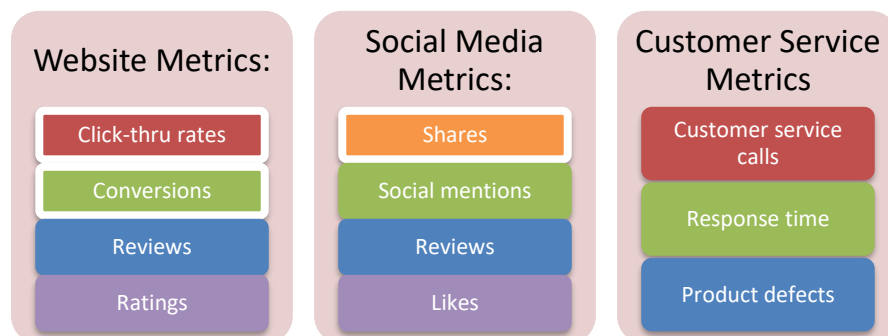 Website Metrics:
Click-thru rates
Conversions
Reviews
Ratings
Social Media
Metrics:
Shares
Social mentions
Reviews
Likes
Customer Service
Metrics
Customer service
calls
Response time
Product defects